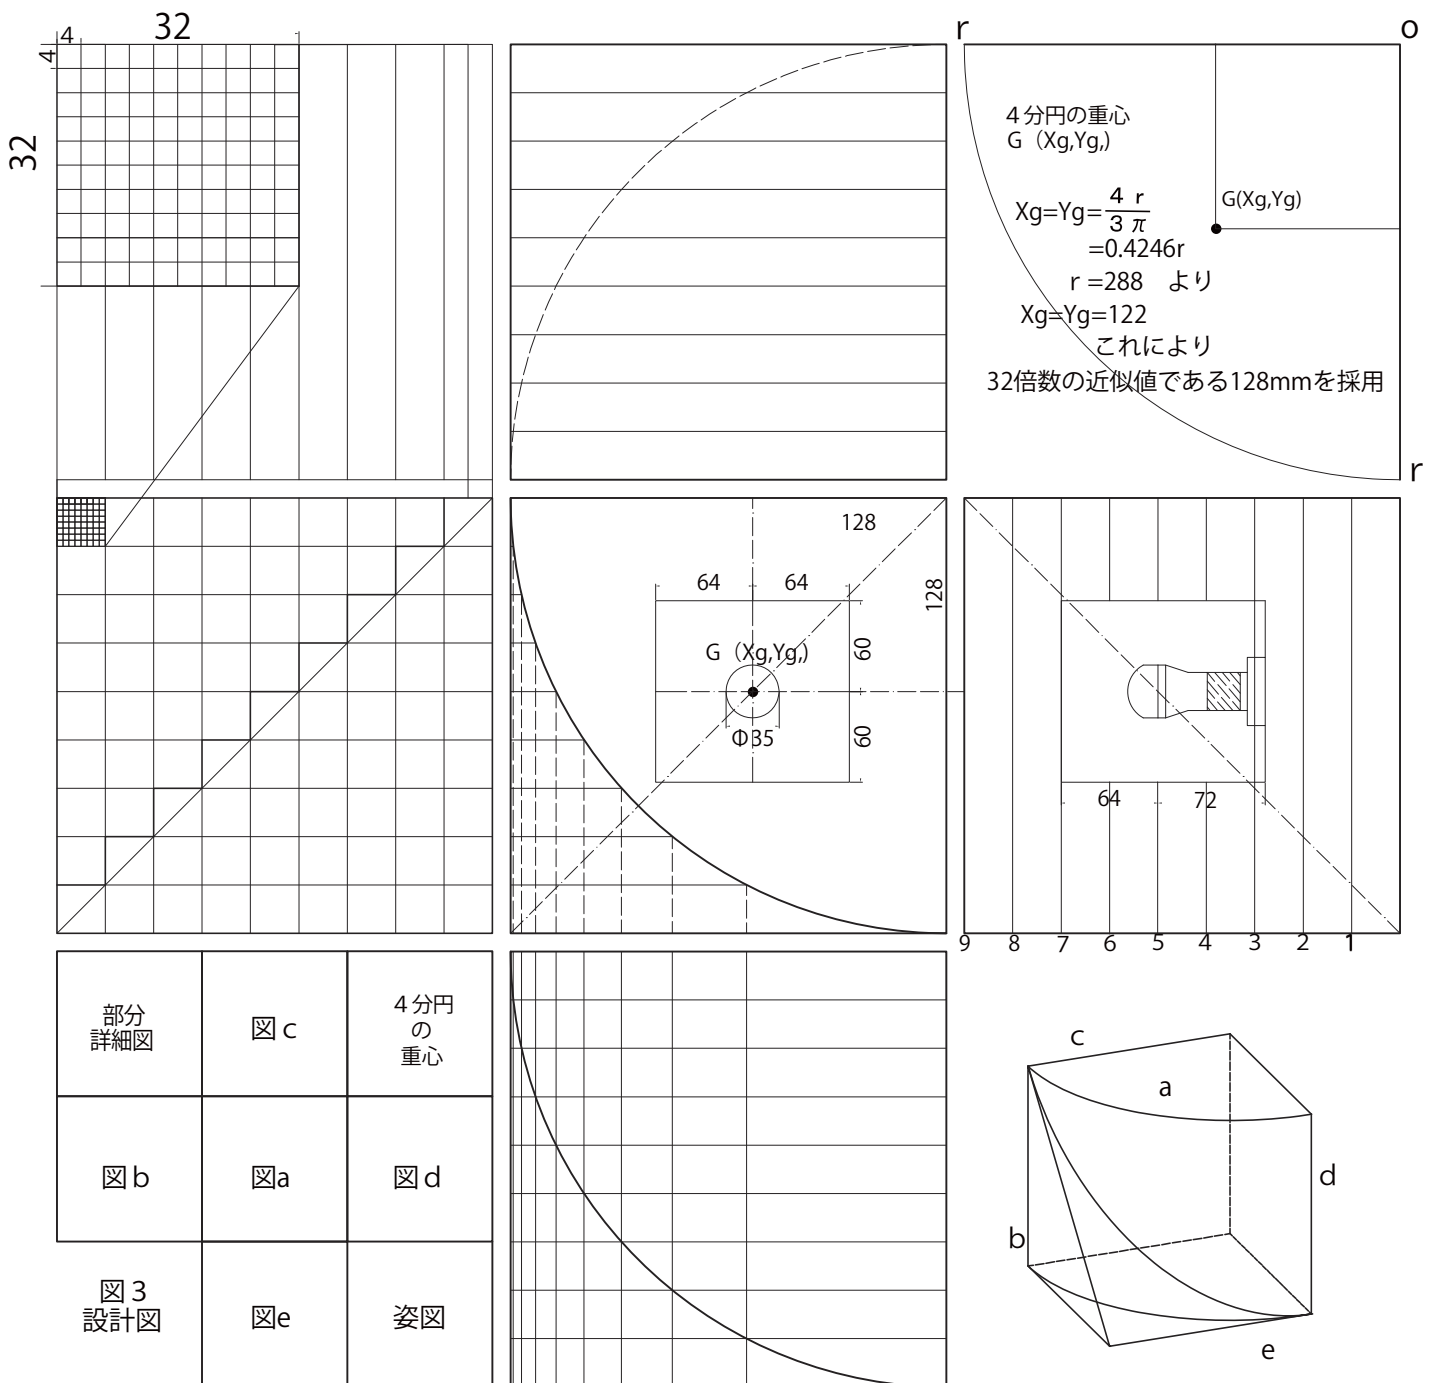 32
4
4
32
r
o
４分円の重心
G（Xg,Yg,)
G(Xg,Yg)
Xg=Yg= 4 r / 3 π
=0.4246r
r =288　より
Xg=Yg=122
これにより
32倍数の近似値である128mmを採用
r
128
128
64
64
60
G（Xg,Yg,)
60
Φ35
64
72
9 8 7 6 5 4 3 2 1
部分
詳細図
図ｃ
４分円
の
重心
図ｂ
図a
図ｄ
図３
設計図
図e
姿図
c
a
d
b
e